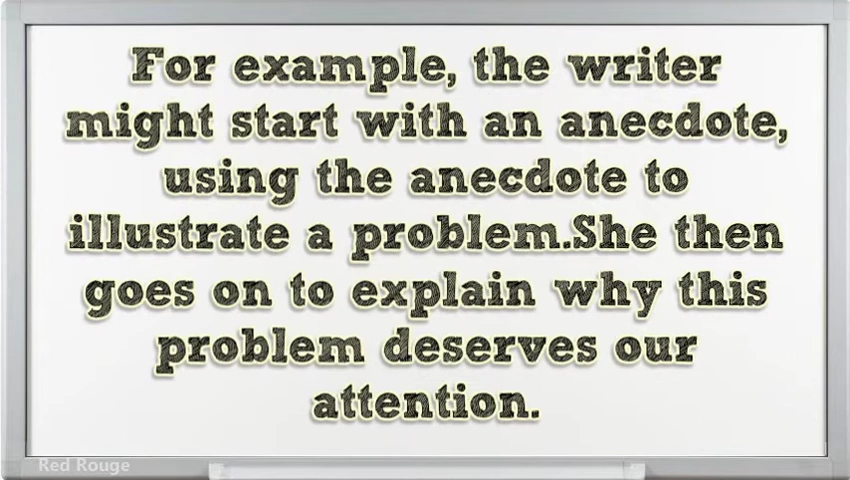 For example, the writer
might start with an anecdote,
using the anecdote to
illustrate a problem.She then
goes on to explain why this
problem deserves our
attention.
Red Rouge